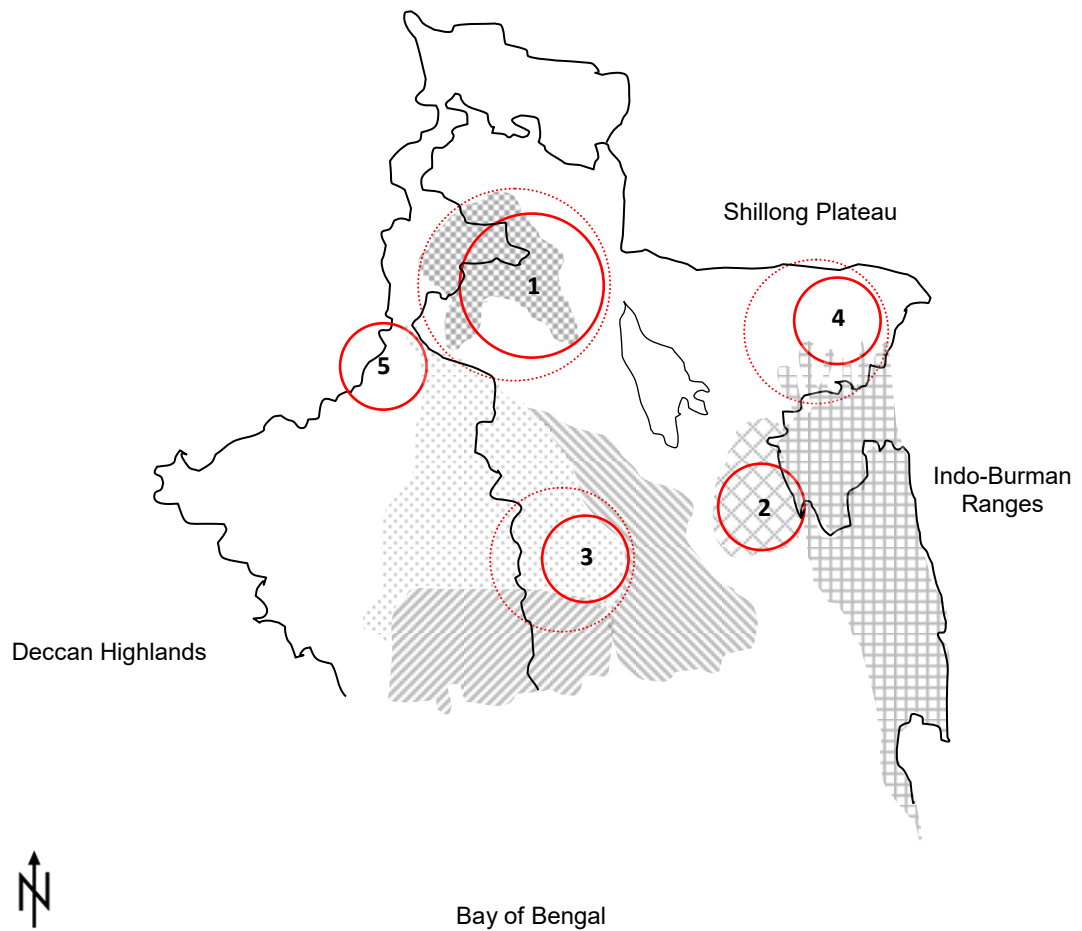 Shillong Plateau
1
4
5
Indo-Burman
Ranges
2
3
Deccan Highlands
N
Bay of Bengal